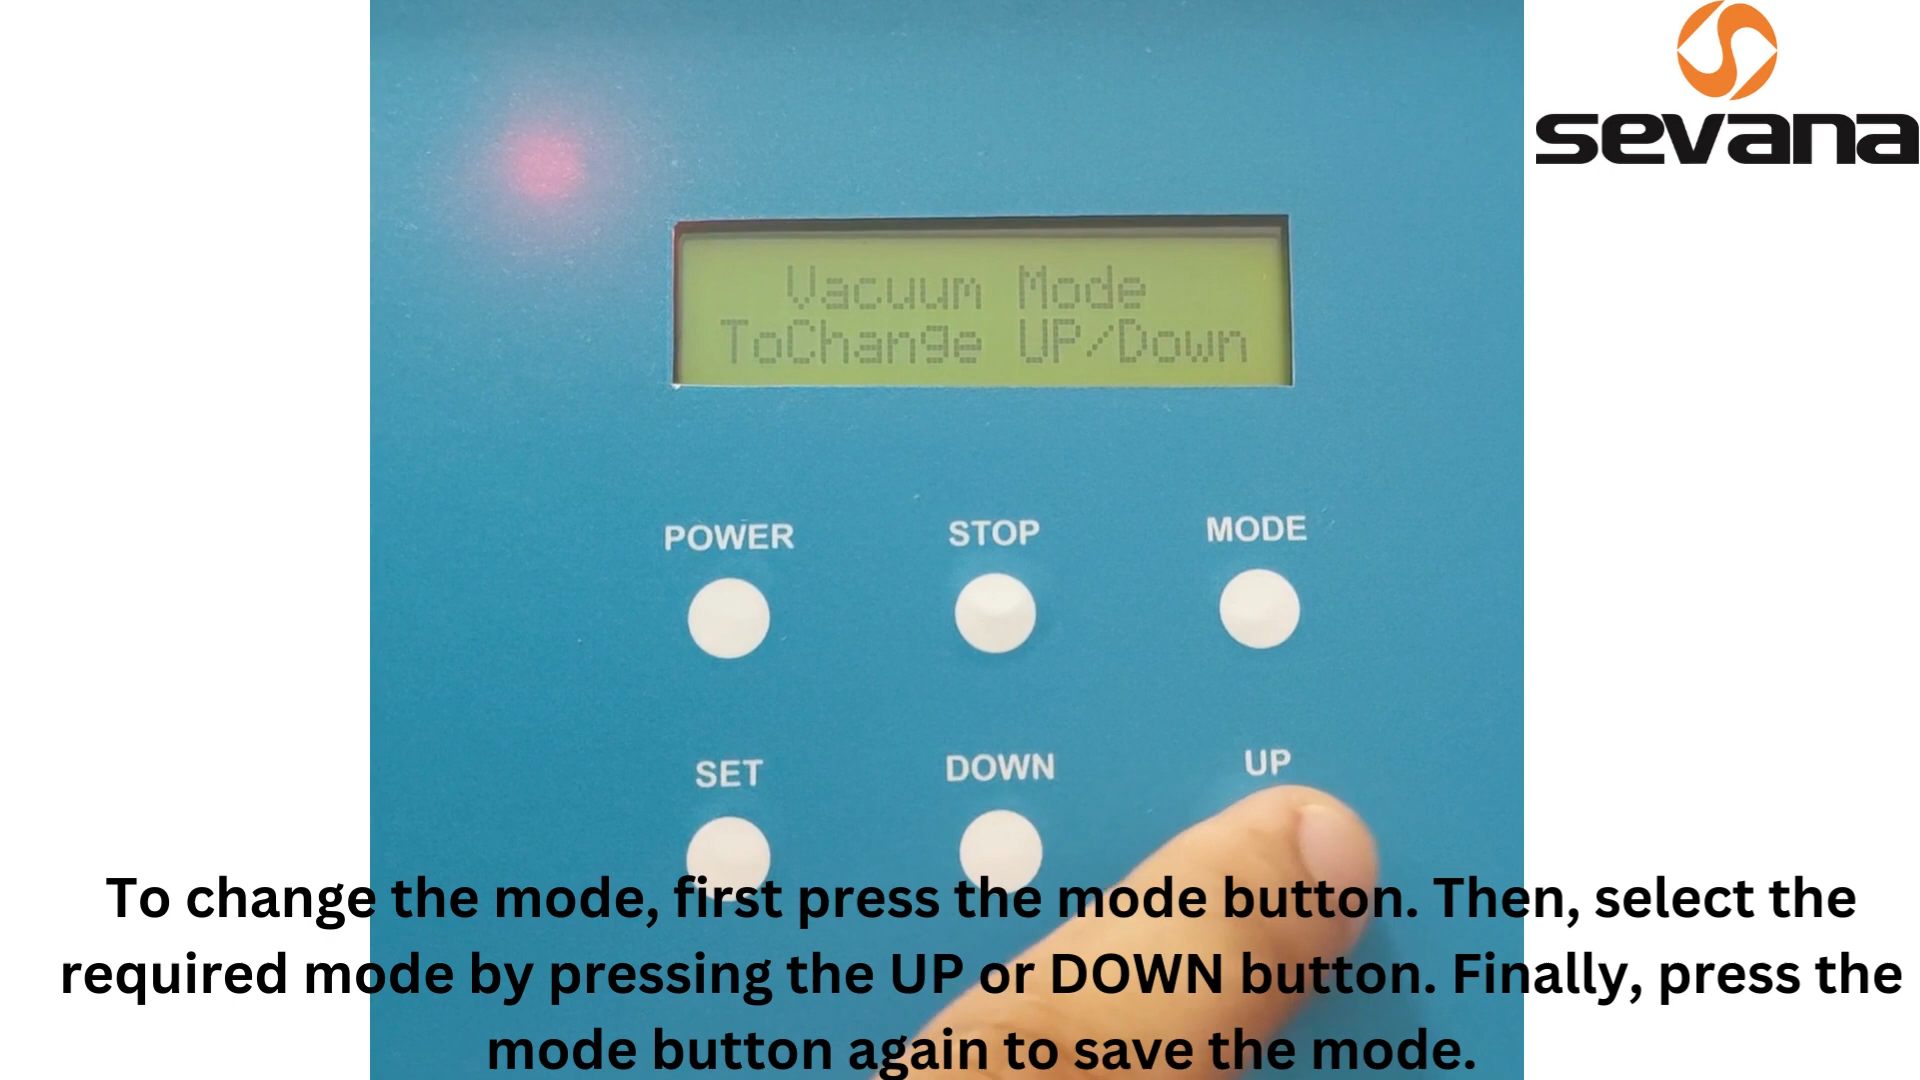 sevana
Vacuum Mode
ToChange UP/Down
POWER STOP MODE
SET DOWN UP
To change the mode, first press the mode button. Then, select the
required mode by pressing the UP or DOWN button. Finally, press the
mode button again to save the mode.